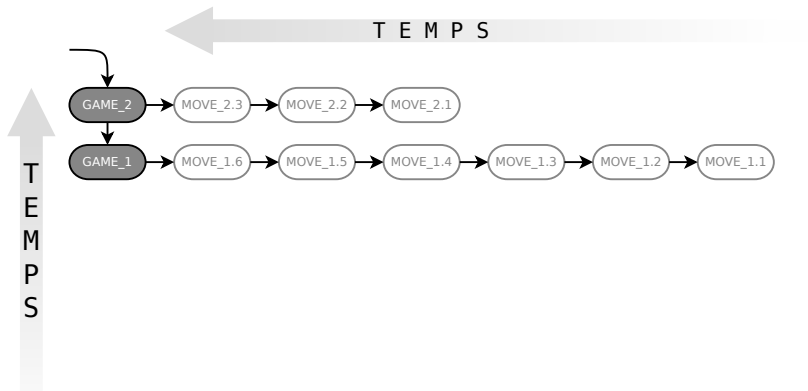 T E M P S
GAME_2 MOVE_2.3 MOVE_2.2 MOVE_2.1
GAME_1 MOVE_1.6 MOVE_1.5 MOVE_1.4 MOVE_1.3 MOVE_1.2 MOVE_1.1
T
E
M
P
S